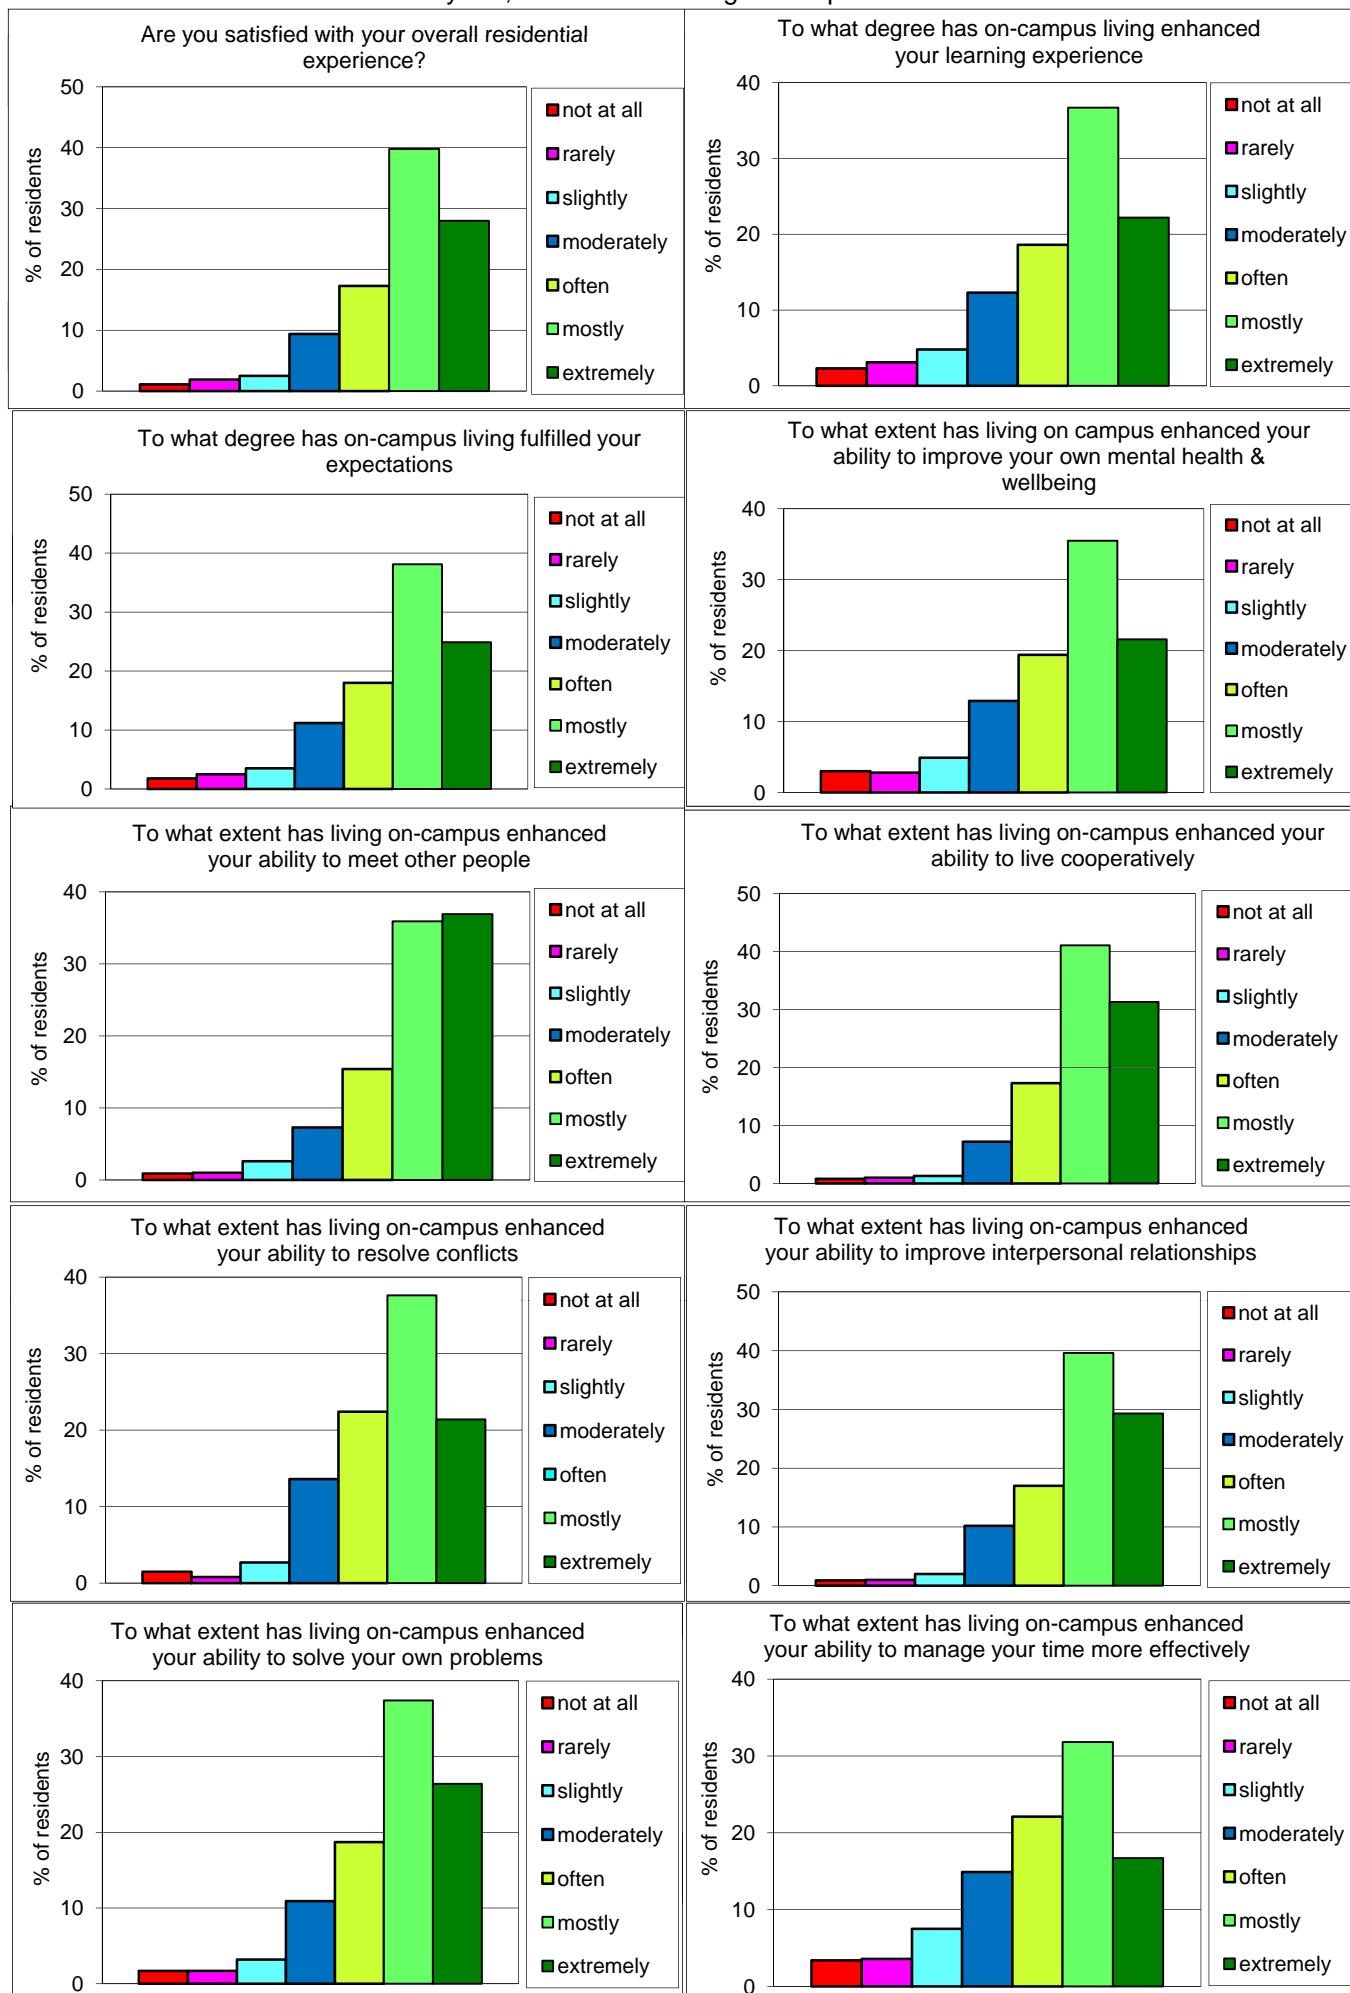 Are you satisfied with your overall residential
experience?
50
40
30
20
10
0
% of residents
not at all
rarely
slightly
moderately
often
mostly
extremely
To what degree has on-campus living enhanced
your learning experience
40
30
20
10
0
% of residents
not at all
rarely
slightly
moderately
often
mostly
extremely
To what degree has on-campus living fulfilled your
expectations
50
40
30
20
10
0
% of residents
not at all
rarely
slightly
moderately
often
mostly
extremely
To what extent has living on campus enhanced your
ability to improve your own mental health &
wellbeing
40
30
20
10
0
% of residents
not at all
rarely
slightly
moderately
often
mostly
extremely
To what extent has living on-campus enhanced
your ability to meet other people
40
30
20
10
0
% of residents
not at all
rarely
slightly
moderately
often
mostly
extremely
To what extent has living on-campus enhanced your
ability to live cooperatively
50
40
30
20
10
0
% of residents
not at all
rarely
slightly
moderately
often
mostly
extremely
To what extent has living on-campus enhanced
your ability to resolve conflicts
40
30
20
10
0
% of residents
not at all
rarely
slightly
moderately
often
mostly
extremely
To what extent has living on-campus enhanced
your ability to improve interpersonal relationships
50
40
30
20
10
0
% of residents
not at all
rarely
slightly
moderately
often
mostly
extremely
To what extent has living on-campus enhanced
your ability to solve your own problems
40
30
20
10
0
% of residents
not at all
rarely
slightly
moderately
often
mostly
extremely
To what extent has living on-campus enhanced
your ability to manage your time more effectively
40
30
20
10
0
% of residents
not at all
rarely
slightly
moderately
often
mostly
extremely